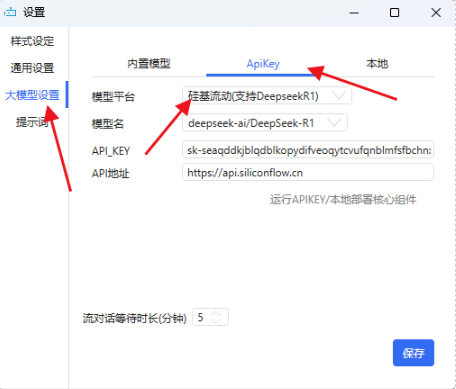 设置
样式设定
通用设置
大模型设置
提示词
内置模型 ApiKey 本地
模型平台 硅基流动(支持DeepseekR1)
模型名 deepseek-ai/DeepSeek-R1
API_KEY sk-seaqddkjblqdblkopydifveoqytcvufqnblmfsfbchnx
API地址 https://api.siliconflow.cn
运行APIKEY/本地部署核心组件
流对话等待时长(分钟) 5
保存